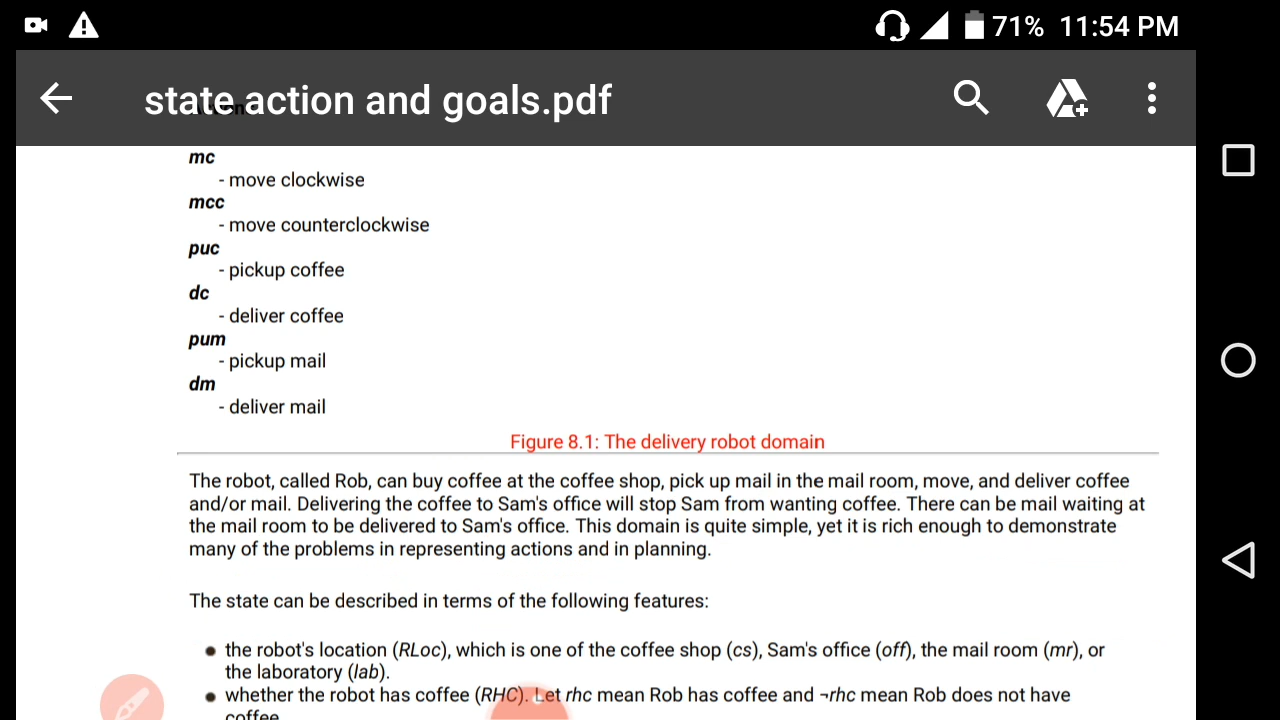 71% 11:54 PM
state action and goals.pdf
mc
- move clockwise
mcc
- move counterclockwise
puc
- pickup coffee
dc
- deliver coffee
pum
- pickup mail
dm
- deliver mail
Figure 8.1: The delivery robot domain
The robot, called Rob, can buy coffee at the coffee shop, pick up mail in the mail room, move, and deliver coffee
and/or mail. Delivering the coffee to Sam's office will stop Sam from wanting coffee. There can be mail waiting at
the mail room to be delivered to Sam's office. This domain is quite simple, yet it is rich enough to demonstrate
many of the problems in representing actions and in planning.
The state can be described in terms of the following features:
● the robot's location (RLoc), which is one of the coffee shop (cs), Sam's office (off), the mail room (mr), or
the laboratory (lab).
● whether the robot has coffee (RHC). Let rhc mean Rob has coffee and ¬rhc mean Rob does not have
coffee